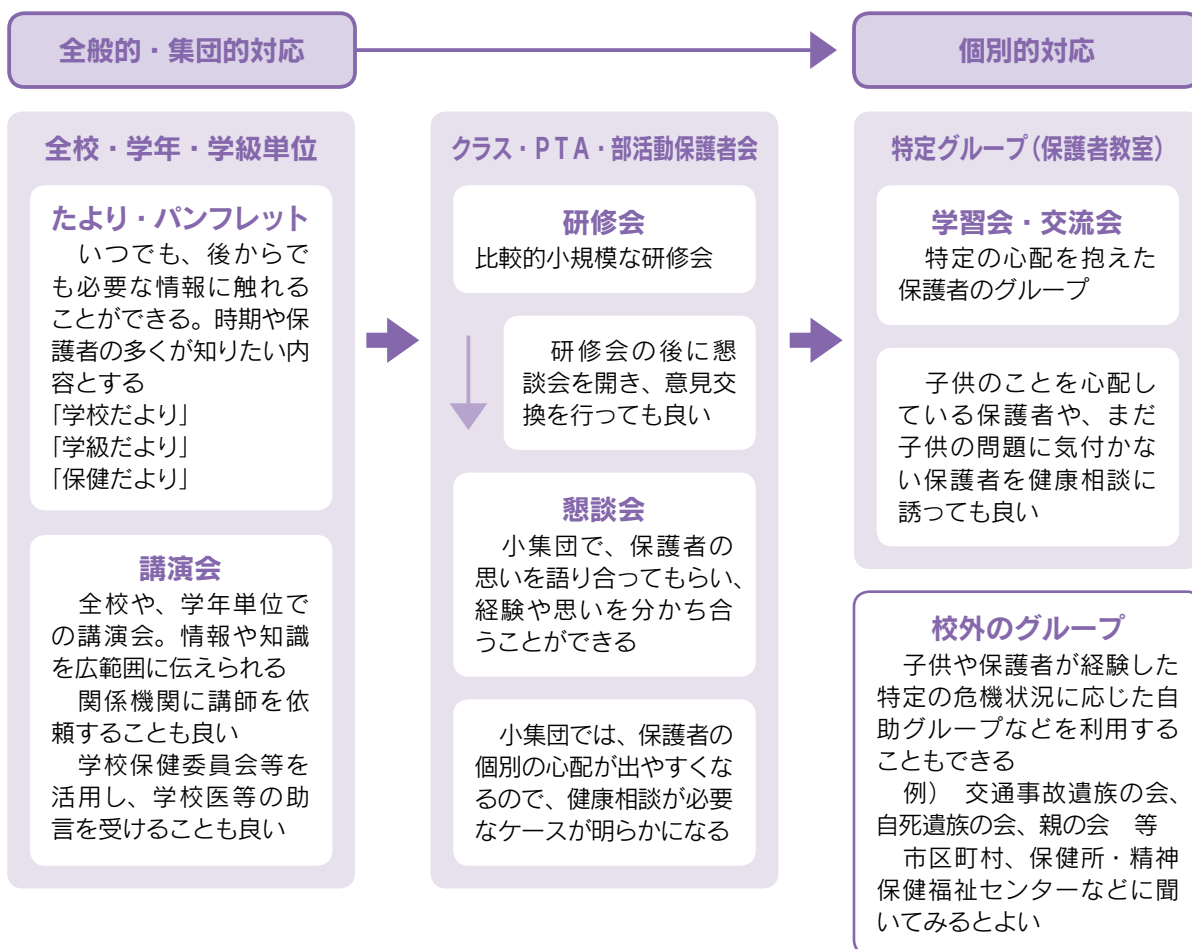 全般的・集団的対応
個別的対応
全校・学年・学級単位
たより・パンフレット
いつでも、後からで
も必要な情報に触れる
ことができる。時期や保
護者の多くが知りたい内
容とする
「学校だより」
「学級だより」
「保健だより」
講演会
全校や、学年単位で
の講演会。情報や知識
を広範囲に伝えられる
関係機関に講師を依
頼することも良い
学校保健委員会等を
活用し、学校医等の助
言を受けることも良い
クラス・ＰＴＡ・部活動保護者会
研修会
比較的小規模な研修会
研修会の後に懇
談会を開き、意見交
換を行っても良い
懇談会
小集団で、保護者の
思いを語り合ってもらい、
経験や思いを分かち合
うことができる
小集団では、保護者の
個別の心配が出やすくな
るので、健康相談が必要
なケースが明らかになる
特定グループ（保護者教室）
学習会・交流会
特定の心配を抱えた
保護者のグループ
子供のことを心配し
ている保護者や、まだ
子供の問題に気付かな
い保護者を健康相談に
誘っても良い
校外のグループ
子供や保護者が経験した
特定の危機状況に応じた自
助グループなどを利用する
こともできる
例）　交通事故遺族の会、
自死遺族の会、親の会　等
市区町村、保健所・精神
保健福祉センターなどに聞
いてみるとよい